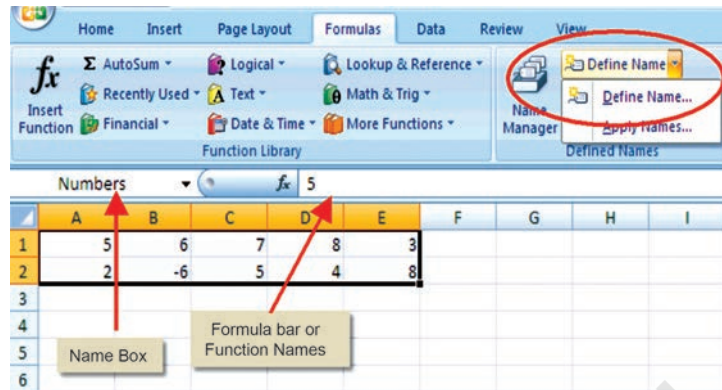 Home Insert Page Layout Formulas Data Review View
fx Σ AutoSum Logical Lookup & Reference Define Name
Recently Used Text Math & Trig Define Name...
Insert Function Financial Date & Time More Functions Name Manager Apply Names...
Function Library Defined Names
Numbers fx 5
A B C D E F G H I
1 5 6 7 8 3
2 2 -6 5 4 8
3
4
5
6
Name Box
Formula bar or
Function Names